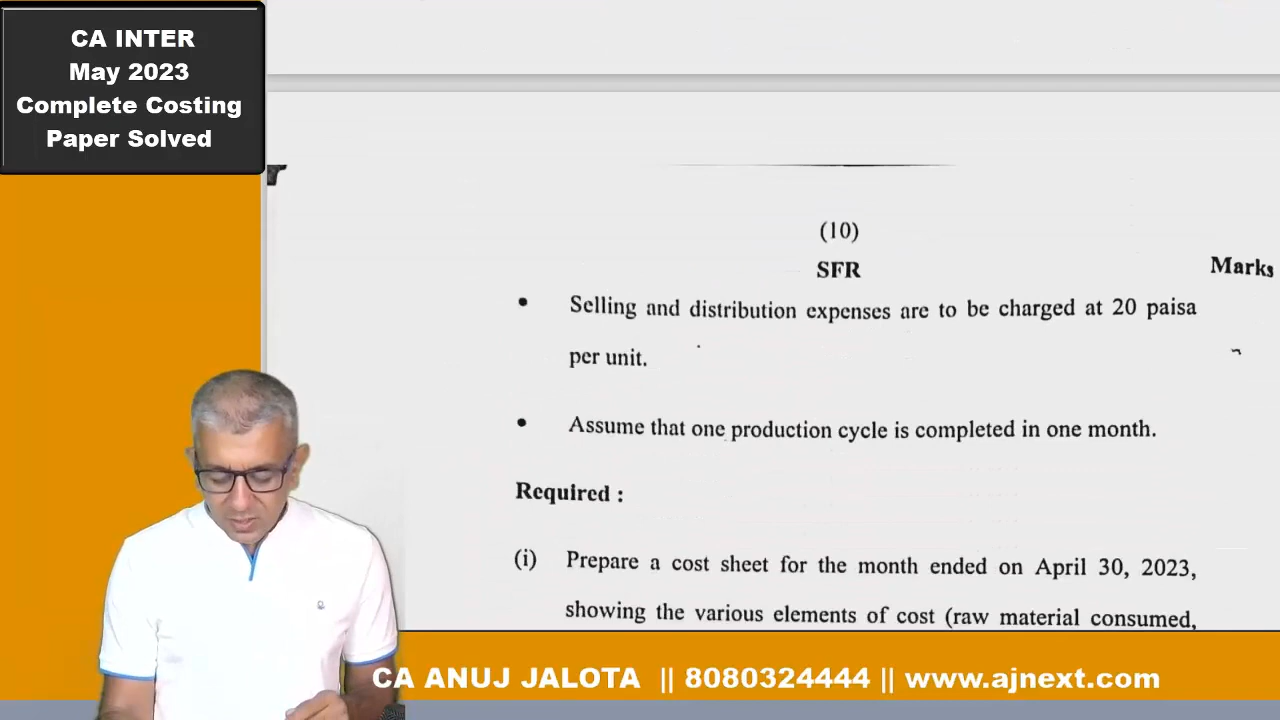 CA INTER
May 2023
Complete Costing
Paper Solved
(10)
SFR
Marks
• Selling and distribution expenses are to be charged at 20 paisa
per unit.
• Assume that one production cycle is completed in one month.
Required :
(i) Prepare a cost sheet for the month ended on April 30, 2023,
showing the various elements of cost (raw material consumed,
CA ANUJ JALOTA || 8080324444 || www.ajnext.com